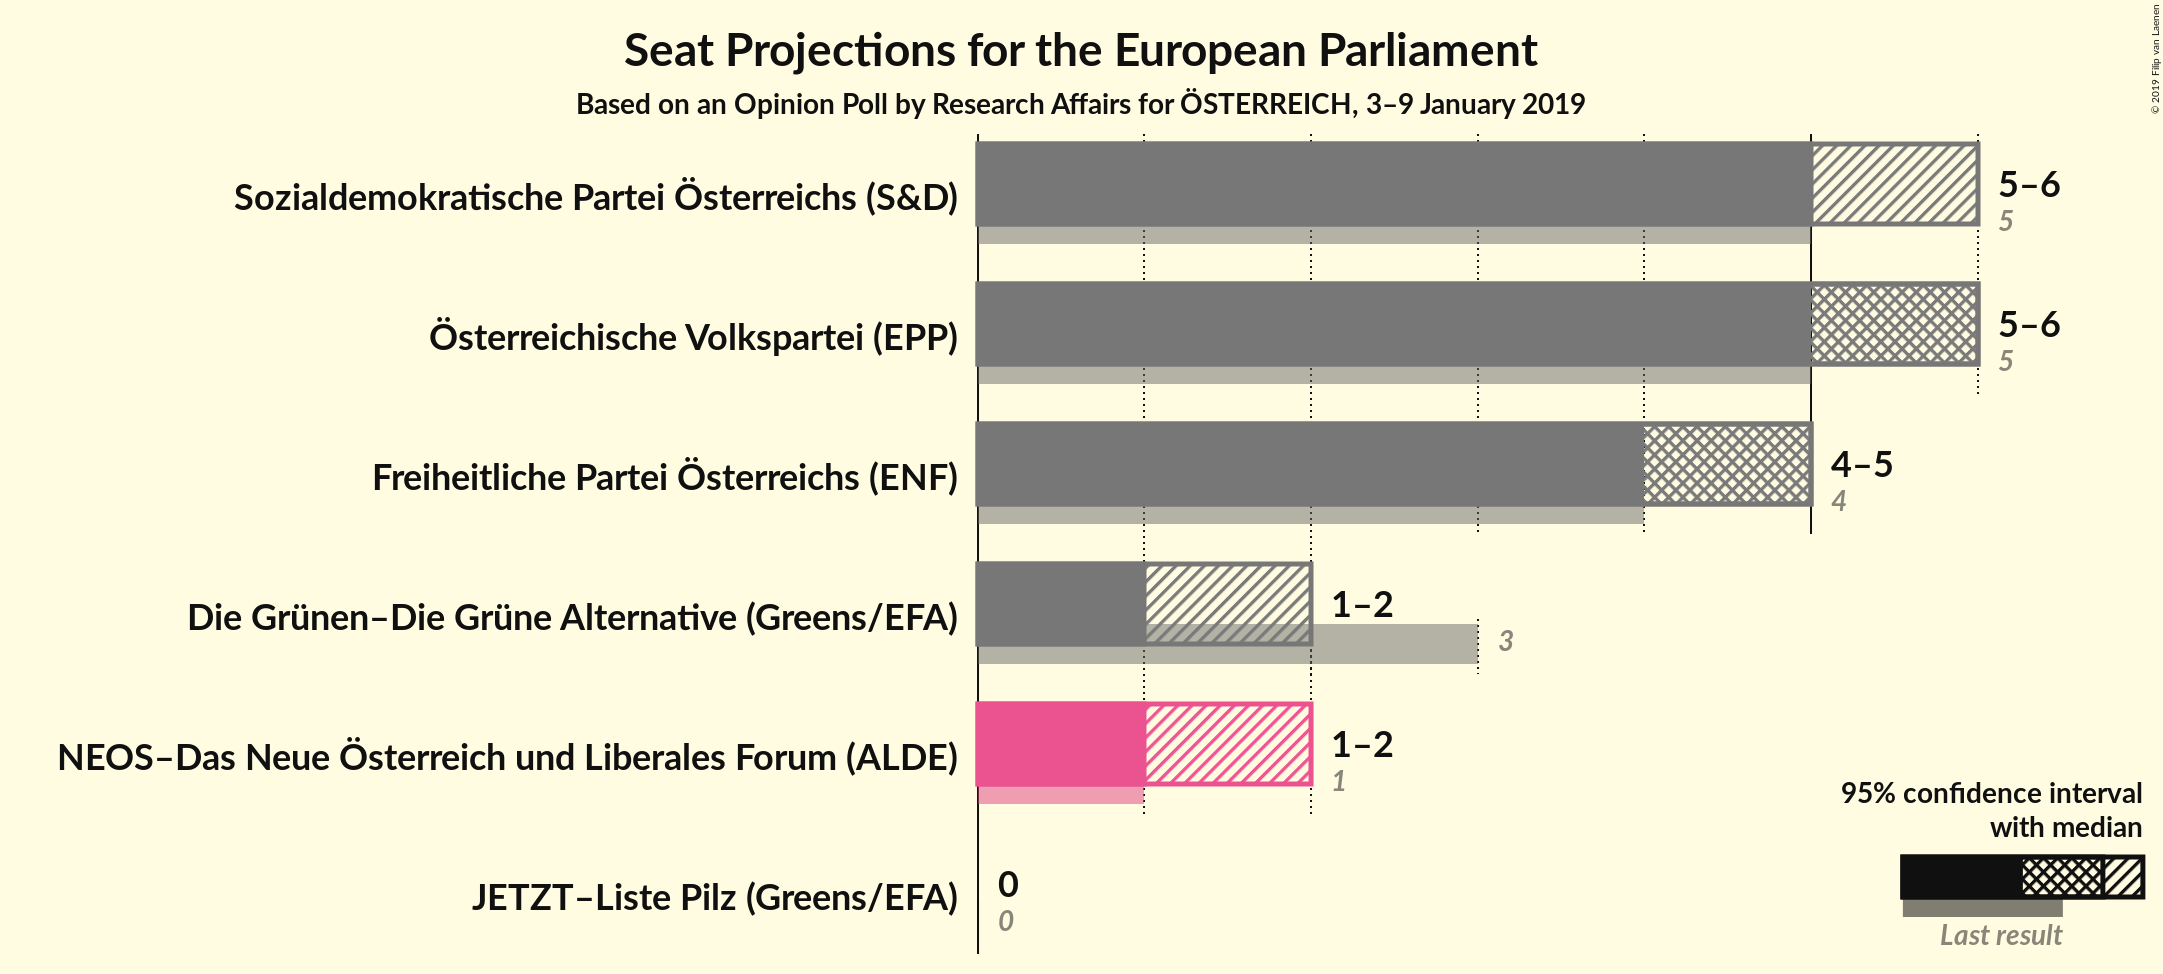 Seat Projections for the European Parliament
Based on an Opinion Poll by Research Affairs for ÖSTERREICH, 3–9 January 2019
© 2019 Filip van Laenen
Sozialdemokratische Partei Österreichs (S&D)
5–6
5
Österreichische Volkspartei (EPP)
5–6
5
Freiheitliche Partei Österreichs (ENF)
4–5
4
Die Grünen–Die Grüne Alternative (Greens/EFA)
1–2
3
NEOS–Das Neue Österreich und Liberales Forum (ALDE)
1–2
1
JETZT–Liste Pilz (Greens/EFA)
0
0
95% confidence interval
with median
Last result